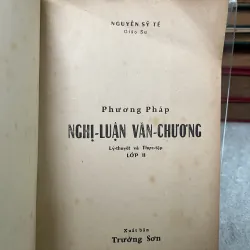 NGUYỄN SỸ TẾ
Giáo Sư
Phương Pháp
NGHỊ-LUẬN VĂN-CHƯƠNG
Lý-thuyết và Thực-tập
LỚP II
Xuất bản
Trường Sơn